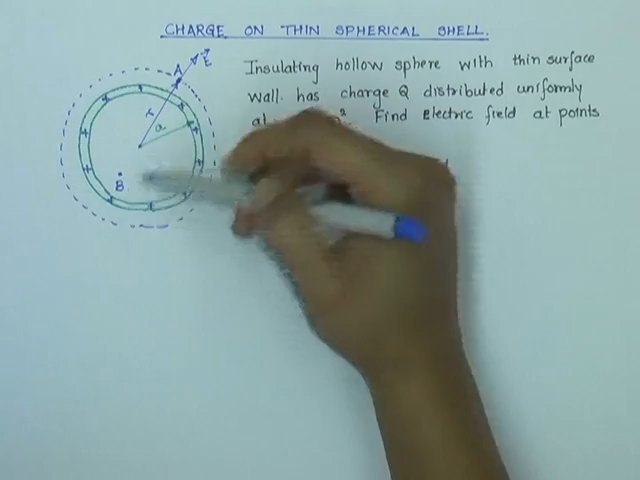 CHARGE ON THIN SPHERICAL SHELL.
A
E
Insulating hollow sphere with thin surface
wall. has charge Q distributed uniformly
at Find Electric field at points
r
a
B